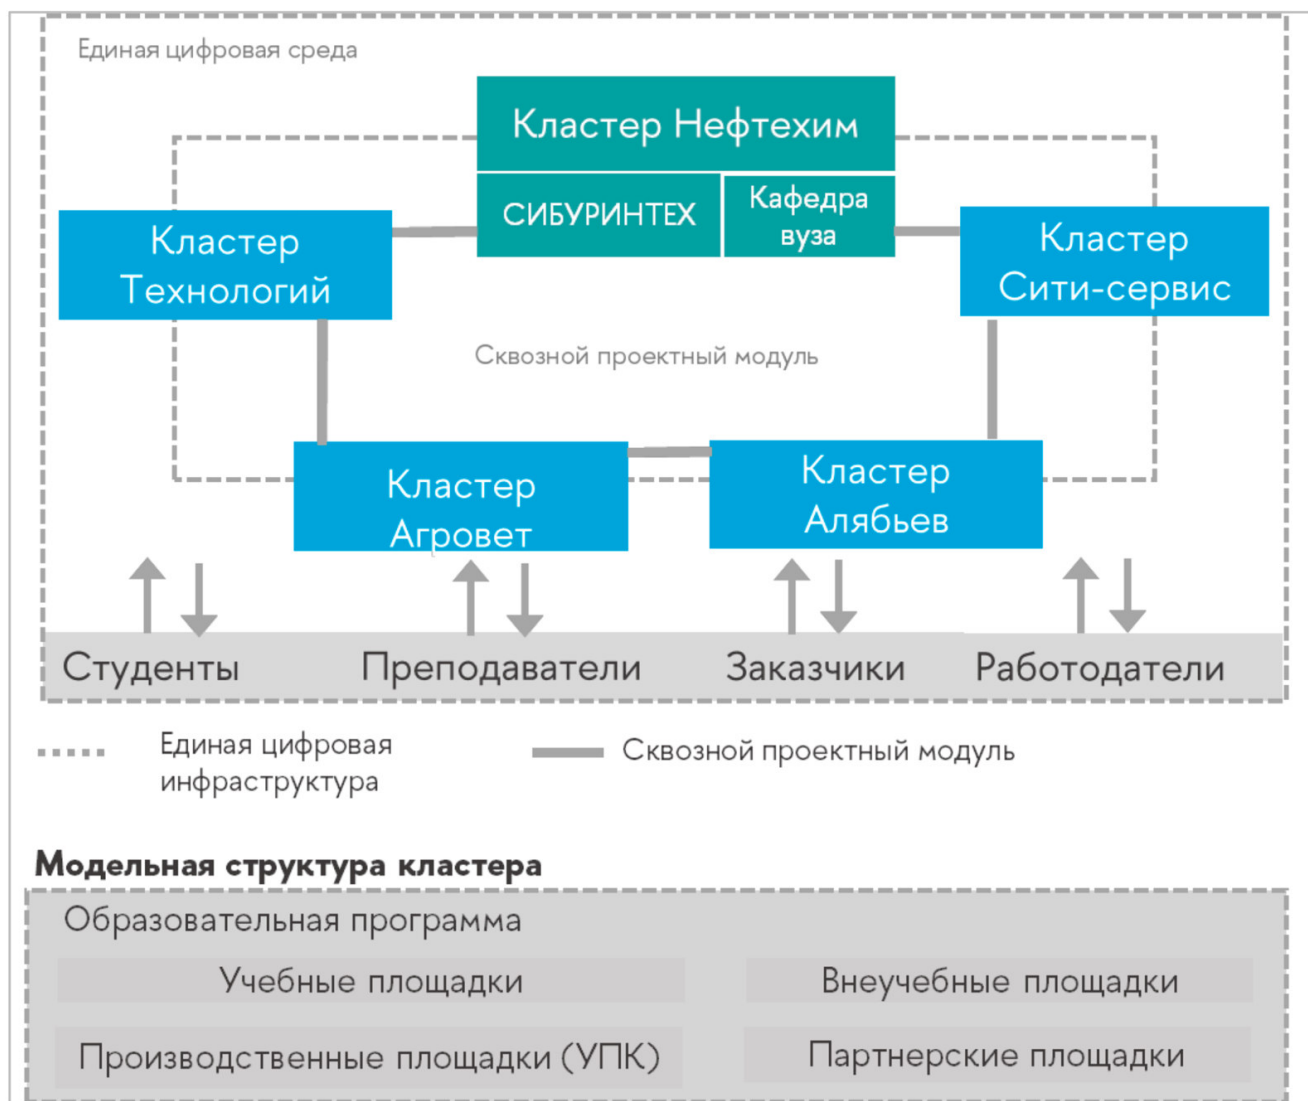 Единая цифровая среда
Кластер Нефтехим
СИБУРИНТЕХ
Кафедра
вуза
Кластер
Технологий
Кластер
Сити-сервис
Сквозной проектный модуль
Кластер
Агровет
Кластер
Алябьев
Студенты
Преподаватели
Заказчики
Работодатели
Единая цифровая
инфраструктура
Сквозной проектный модуль
Модельная структура кластера
Образовательная программа
Учебные площадки
Внеучебные площадки
Производственные площадки (УПК)
Партнерские площадки